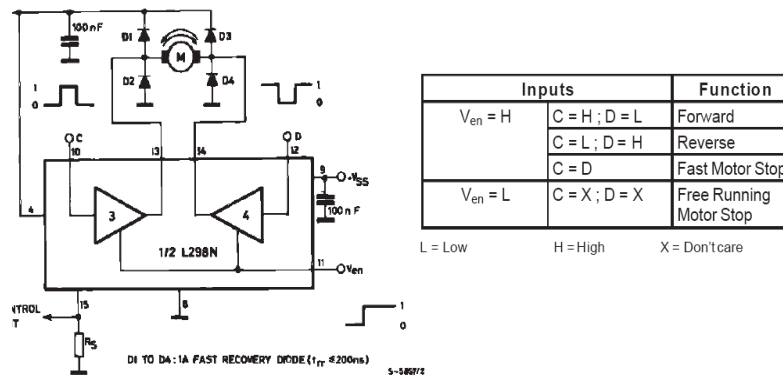 100nF
D1
D3
M
D2
D4
1
0
1
0
C
D
10
13
14
12
9
+VSS
4
3
4
100nF
1/2 L298N
11
Ven
15
8
1
0
NTROL
T
RS
D1 TO D4 : 1A FAST RECOVERY DIODE (trr ≤ 200ns)
Inputs Function
Ven = H C = H ; D = L Forward
C = L ; D = H Reverse
C = D Fast Motor Stop
Ven = L C = X ; D = X Free Running
Motor Stop
L = Low H = High X = Don't care